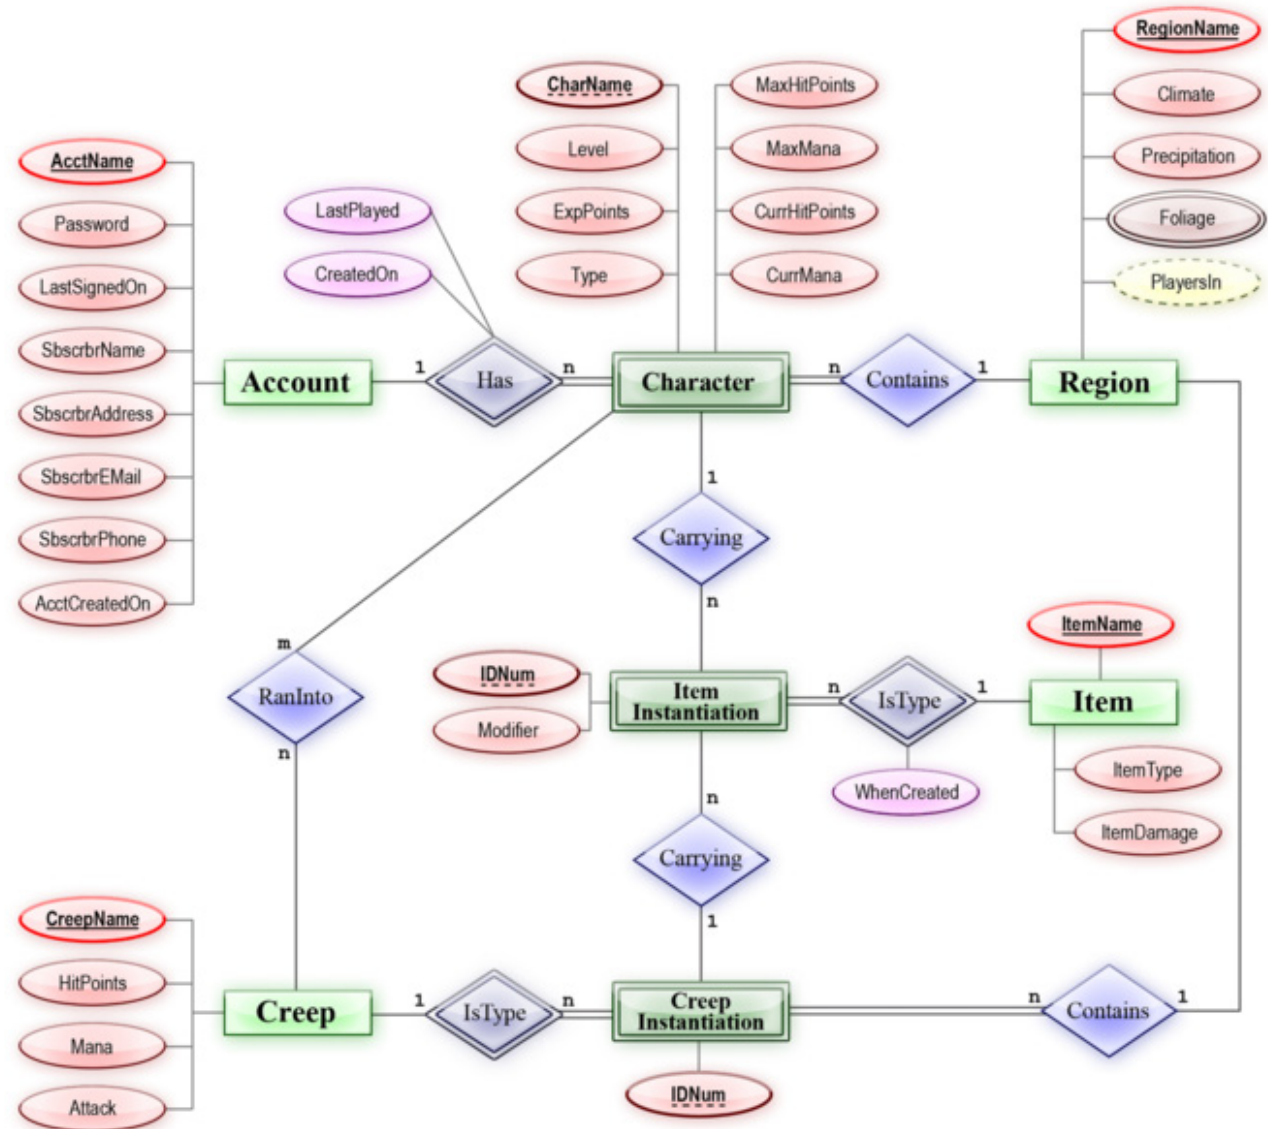 RegionName
CharName
MaxHitPoints
Climate
AcctName
Level
MaxMana
Precipitation
LastPlayed
ExpPoints
CurrHitPoints
Foliage
Password
CreatedOn
Type
CurrMana
PlayersIn
LastSignedOn
SbscrbrName
Account
1
Has
n
Character
n
Contains
1
Region
SbscrbrAddress
SbscrbrEMail
1
Carrying
n
SbscrbrPhone
AcctCreatedOn
m
RanInto
n
IDNum
Modifier
Item
Instantiation
n
IsType
1
ItemName
Item
WhenCreated
ItemType
ItemDamage
n
Carrying
1
CreepName
HitPoints
Mana
Attack
Creep
1
IsType
n
Creep
Instantiation
n
Contains
1
IDNum